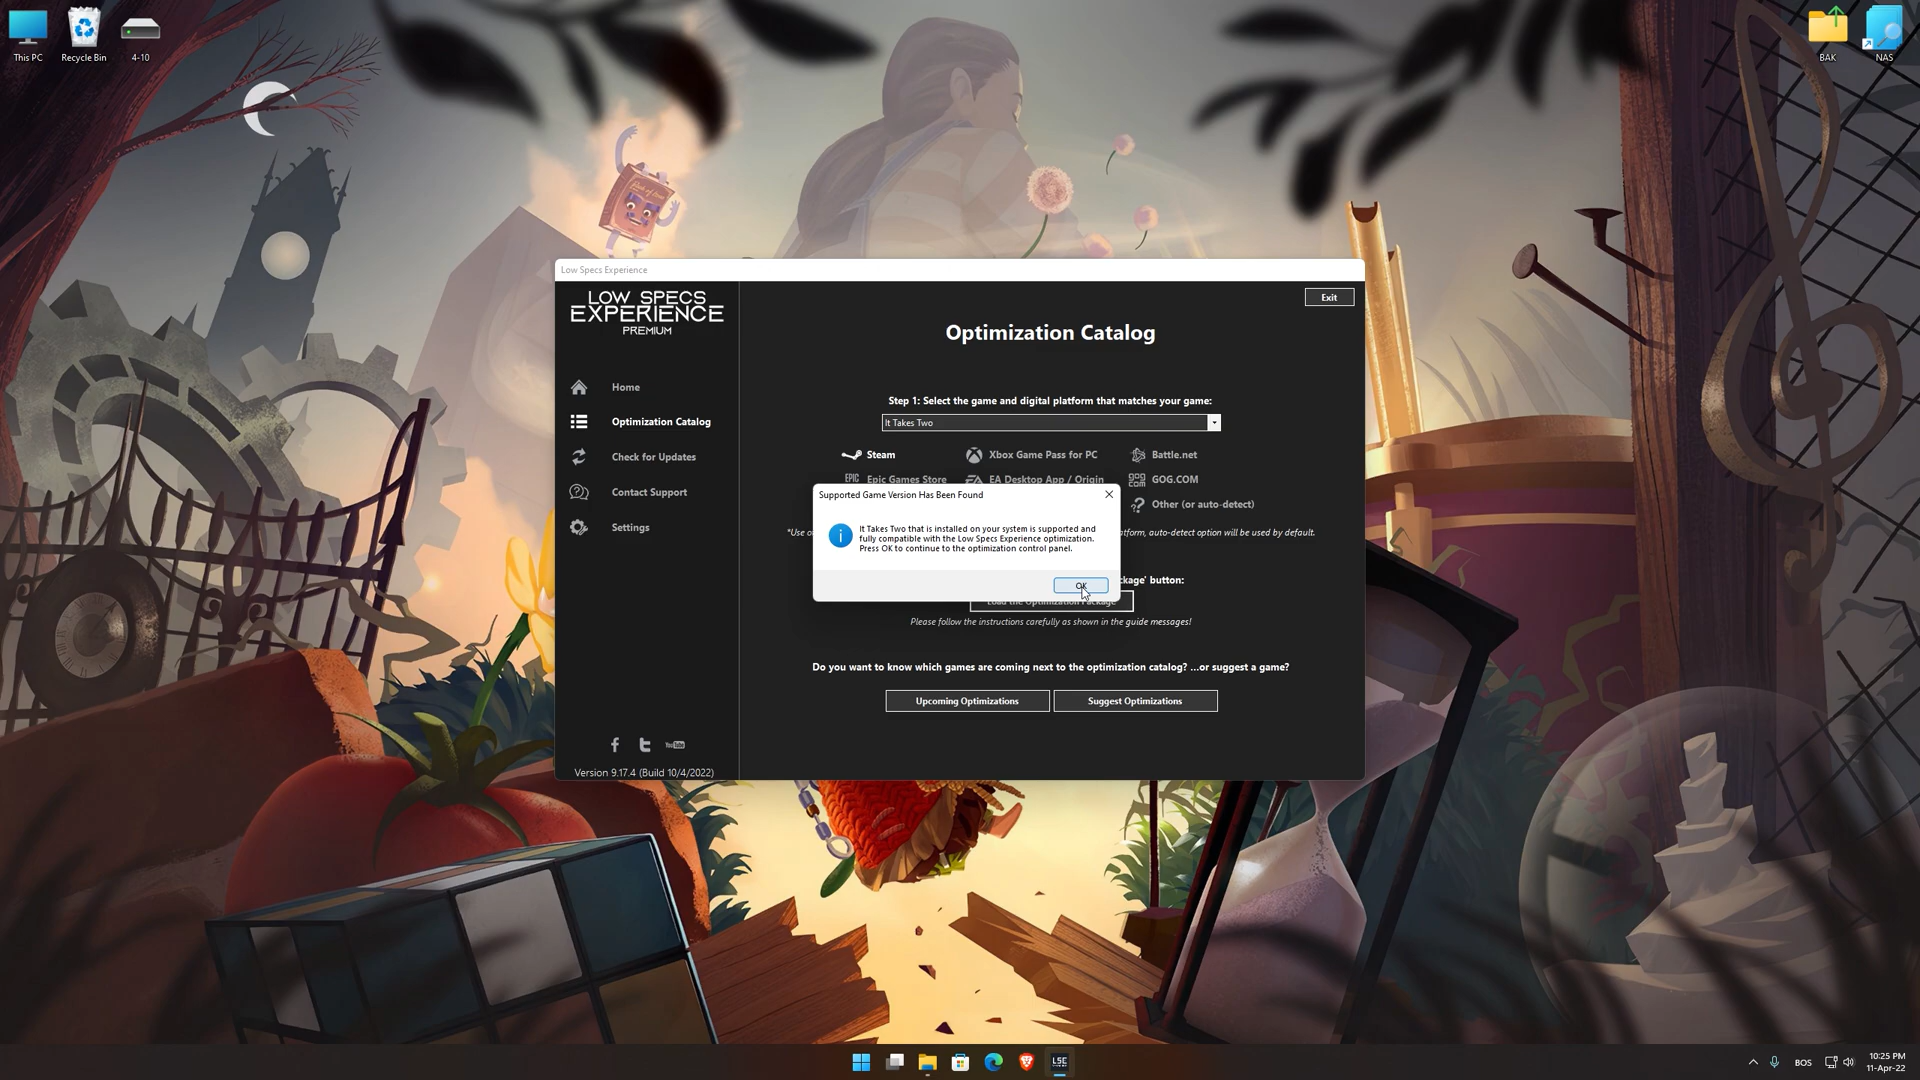 This PC
Recycle Bin
4-10
BAK
NAS
Low Specs Experience
LOW SPECS
EXPERIENCE
PREMIUM
Exit
Home
Optimization Catalog
Check for Updates
Contact Support
Settings
Optimization Catalog
Step 1: Select the game and digital platform that matches your game:
It Takes Two
Steam
Xbox Game Pass for PC
Battle.net
EPIC
Epic Games Store
EA Desktop App / Origin
GOG.COM
Other (or auto-detect)
Supported Game Version Has Been Found
It Takes Two that is installed on your system is supported and
fully compatible with the Low Specs Experience optimization.
Press OK to continue to the optimization control panel.
OK
auto-detect option will be used by default.
button:
Load the Optimization Package
Please follow the instructions carefully as shown in the guide messages!
Do you want to know which games are coming next to the optimization catalog? ...or suggest a game?
Upcoming Optimizations
Suggest Optimizations
You Tube
Version 9.17.4 (Build 10/4/2022)
LSE
BOS
10:25 PM
11-Apr-22